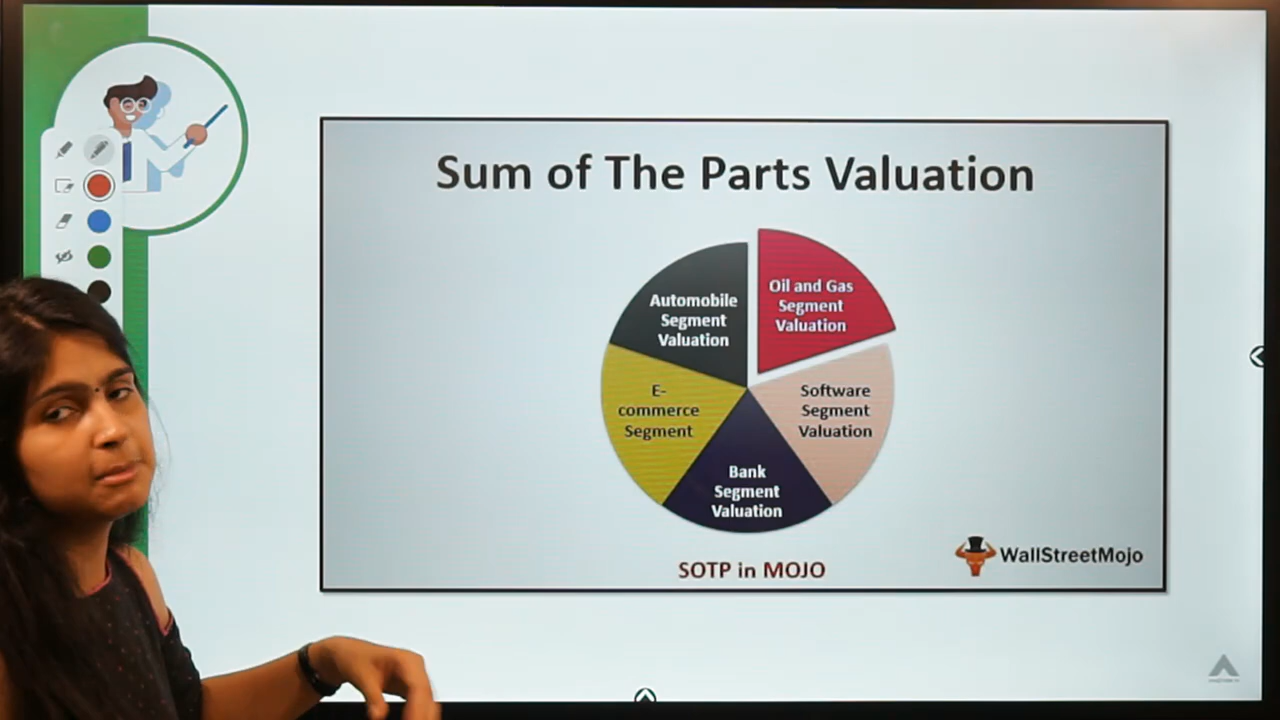 Sum of The Parts Valuation
Automobile
Segment
Valuation
Oil and Gas
Segment
Valuation
E-
commerce
Segment
Software
Segment
Valuation
Bank
Segment
Valuation
SOTP in MOJO
WallStreetMojo